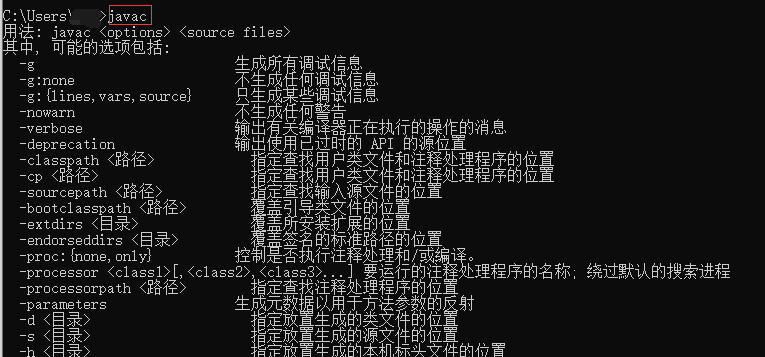 C:\Users\ >javac
用法: javac <options> <source files>
其中, 可能的选项包括:
-g 生成所有调试信息
-g:none 不生成任何调试信息
-g:{lines,vars,source} 只生成某些调试信息
-nowarn 不生成任何警告
-verbose 输出有关编译器正在执行的操作的消息
-deprecation 输出使用已过时的 API 的源位置
-classpath <路径> 指定查找用户类文件和注释处理程序的位置
-cp <路径> 指定查找用户类文件和注释处理程序的位置
-sourcepath <路径> 指定查找输入源文件的位置
-bootclasspath <路径> 覆盖引导类文件的位置
-extdirs <目录> 覆盖所安装扩展的位置
-endorseddirs <目录> 覆盖签名的标准路径的位置
-proc:{none,only} 控制是否执行注释处理和/或编译。
-processor <class1>[,<class2>,<class3>...] 要运行的注释处理程序的名称; 绕过默认的搜索进程
-processorpath <路径> 指定查找注释处理程序的位置
-parameters 生成元数据以用于方法参数的反射
-d <目录> 指定放置生成的类文件的位置
-s <目录> 指定放置生成的源文件的位置
-h <目录> 指定放置生成的本机标头文件的位置